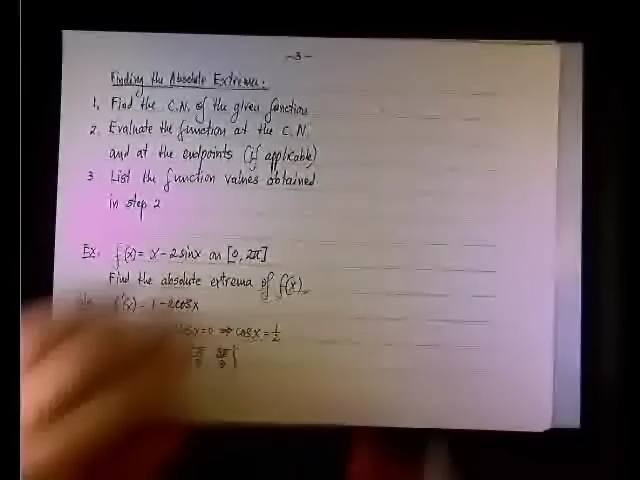 -3-
Finding the Absolute Extrema:
1. Find the C.N. of the given function
2. Evaluate the function at the C.N.
and at the endpoints (if applicable)
3 List the function values obtained
in step 2
Ex. f(x) = x - 2sinx on [0, 2π]
Find the absolute extrema of f(x).
f'(x) = 1 - 2cosx
=0 ⇒ cosx = 1/2